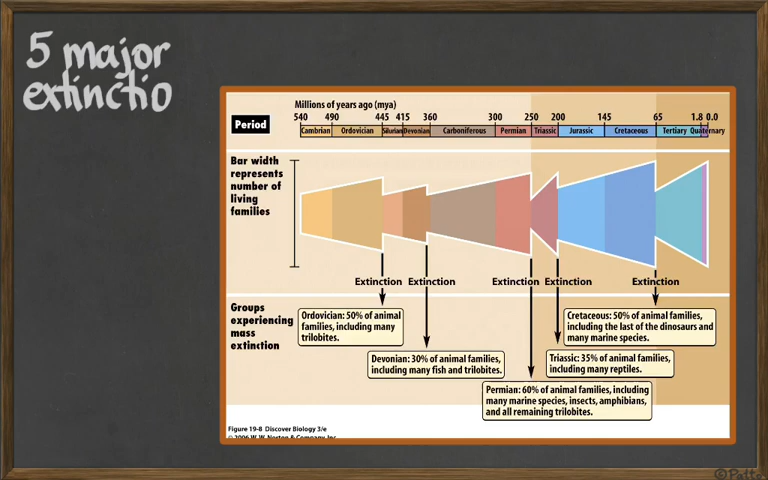 5 major
extinctio
Millions of years ago (mya)
540 490 445 415 360 300 250 200 145 65 1.8 0.0
Period
Cambrian Ordovician Silurian Devonian Carboniferous Permian Triassic Jurassic Cretaceous Tertiary Quaternary
Bar width
represents
number of
living
families
Extinction Extinction Extinction Extinction Extinction
Groups
experiencing
mass
extinction
Ordovician: 50% of animal
families, including many
trilobites.
Cretaceous: 50% of animal families,
including the last of the dinosaurs and
many marine species.
Devonian: 30% of animal families,
including many fish and trilobites.
Triassic: 35% of animal families,
including many reptiles.
Permian: 60% of animal families, including
many marine species, insects, amphibians,
and all remaining trilobites.
Figure 19-8 Discover Biology 3/e
© 2006 W. W. Norton & Company, Inc.